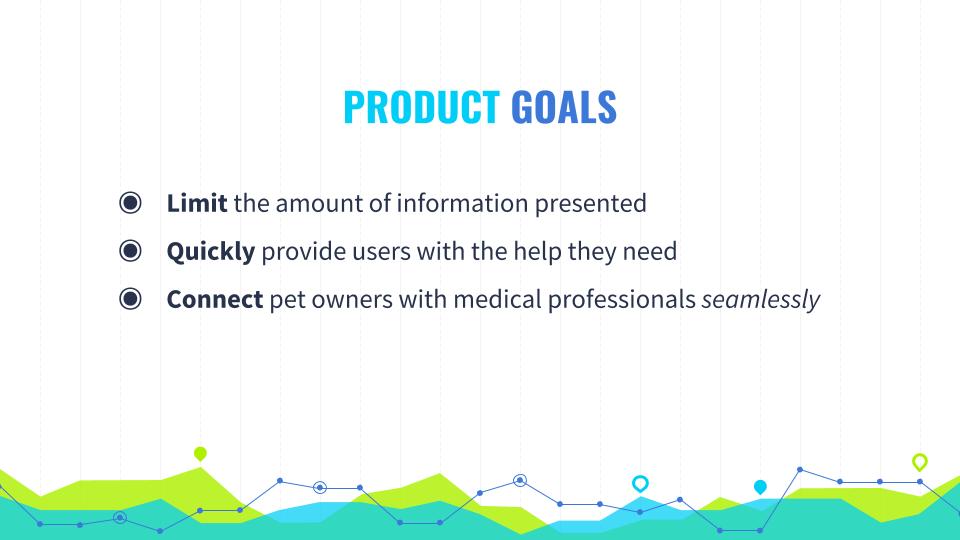 PRODUCT GOALS
Limit the amount of information presented
Quickly provide users with the help they need
Connect pet owners with medical professionals seamlessly